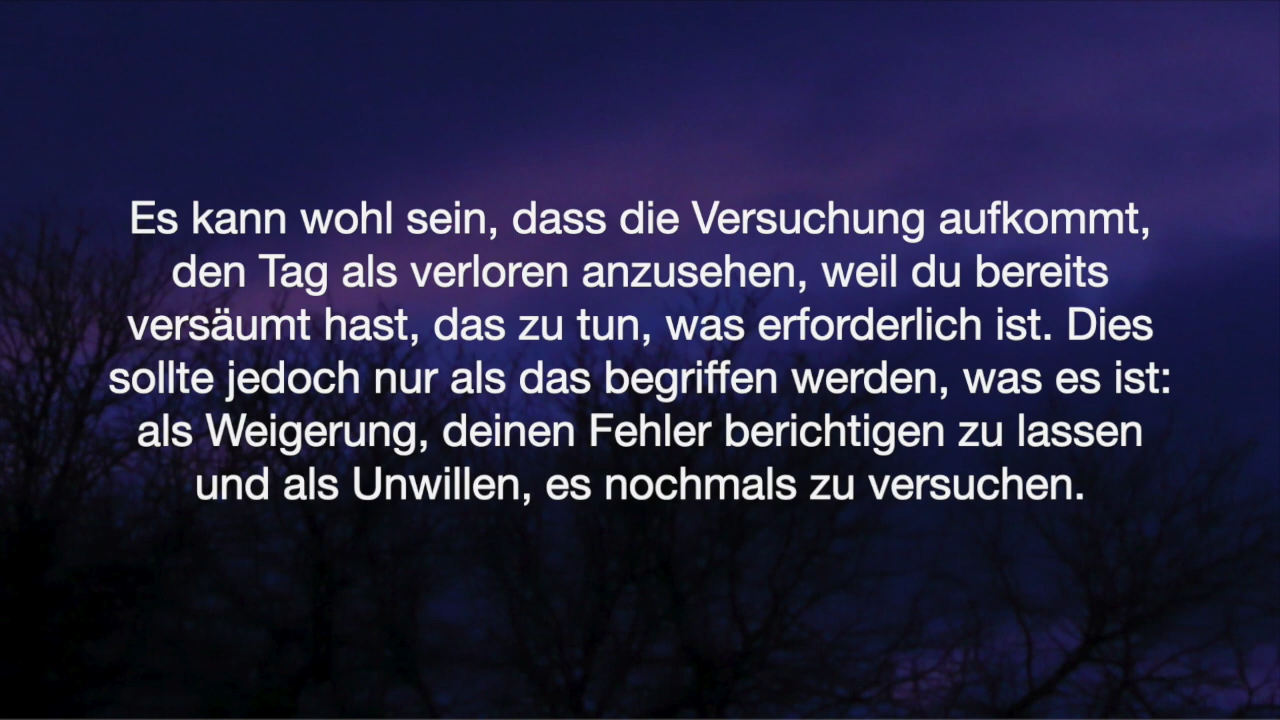 Es kann wohl sein, dass die Versuchung aufkommt,
den Tag als verloren anzusehen, weil du bereits
versäumt hast, das zu tun, was erforderlich ist. Dies
sollte jedoch nur als das begriffen werden, was es ist:
als Weigerung, deinen Fehler berichtigen zu lassen
und als Unwillen, es nochmals zu versuchen.